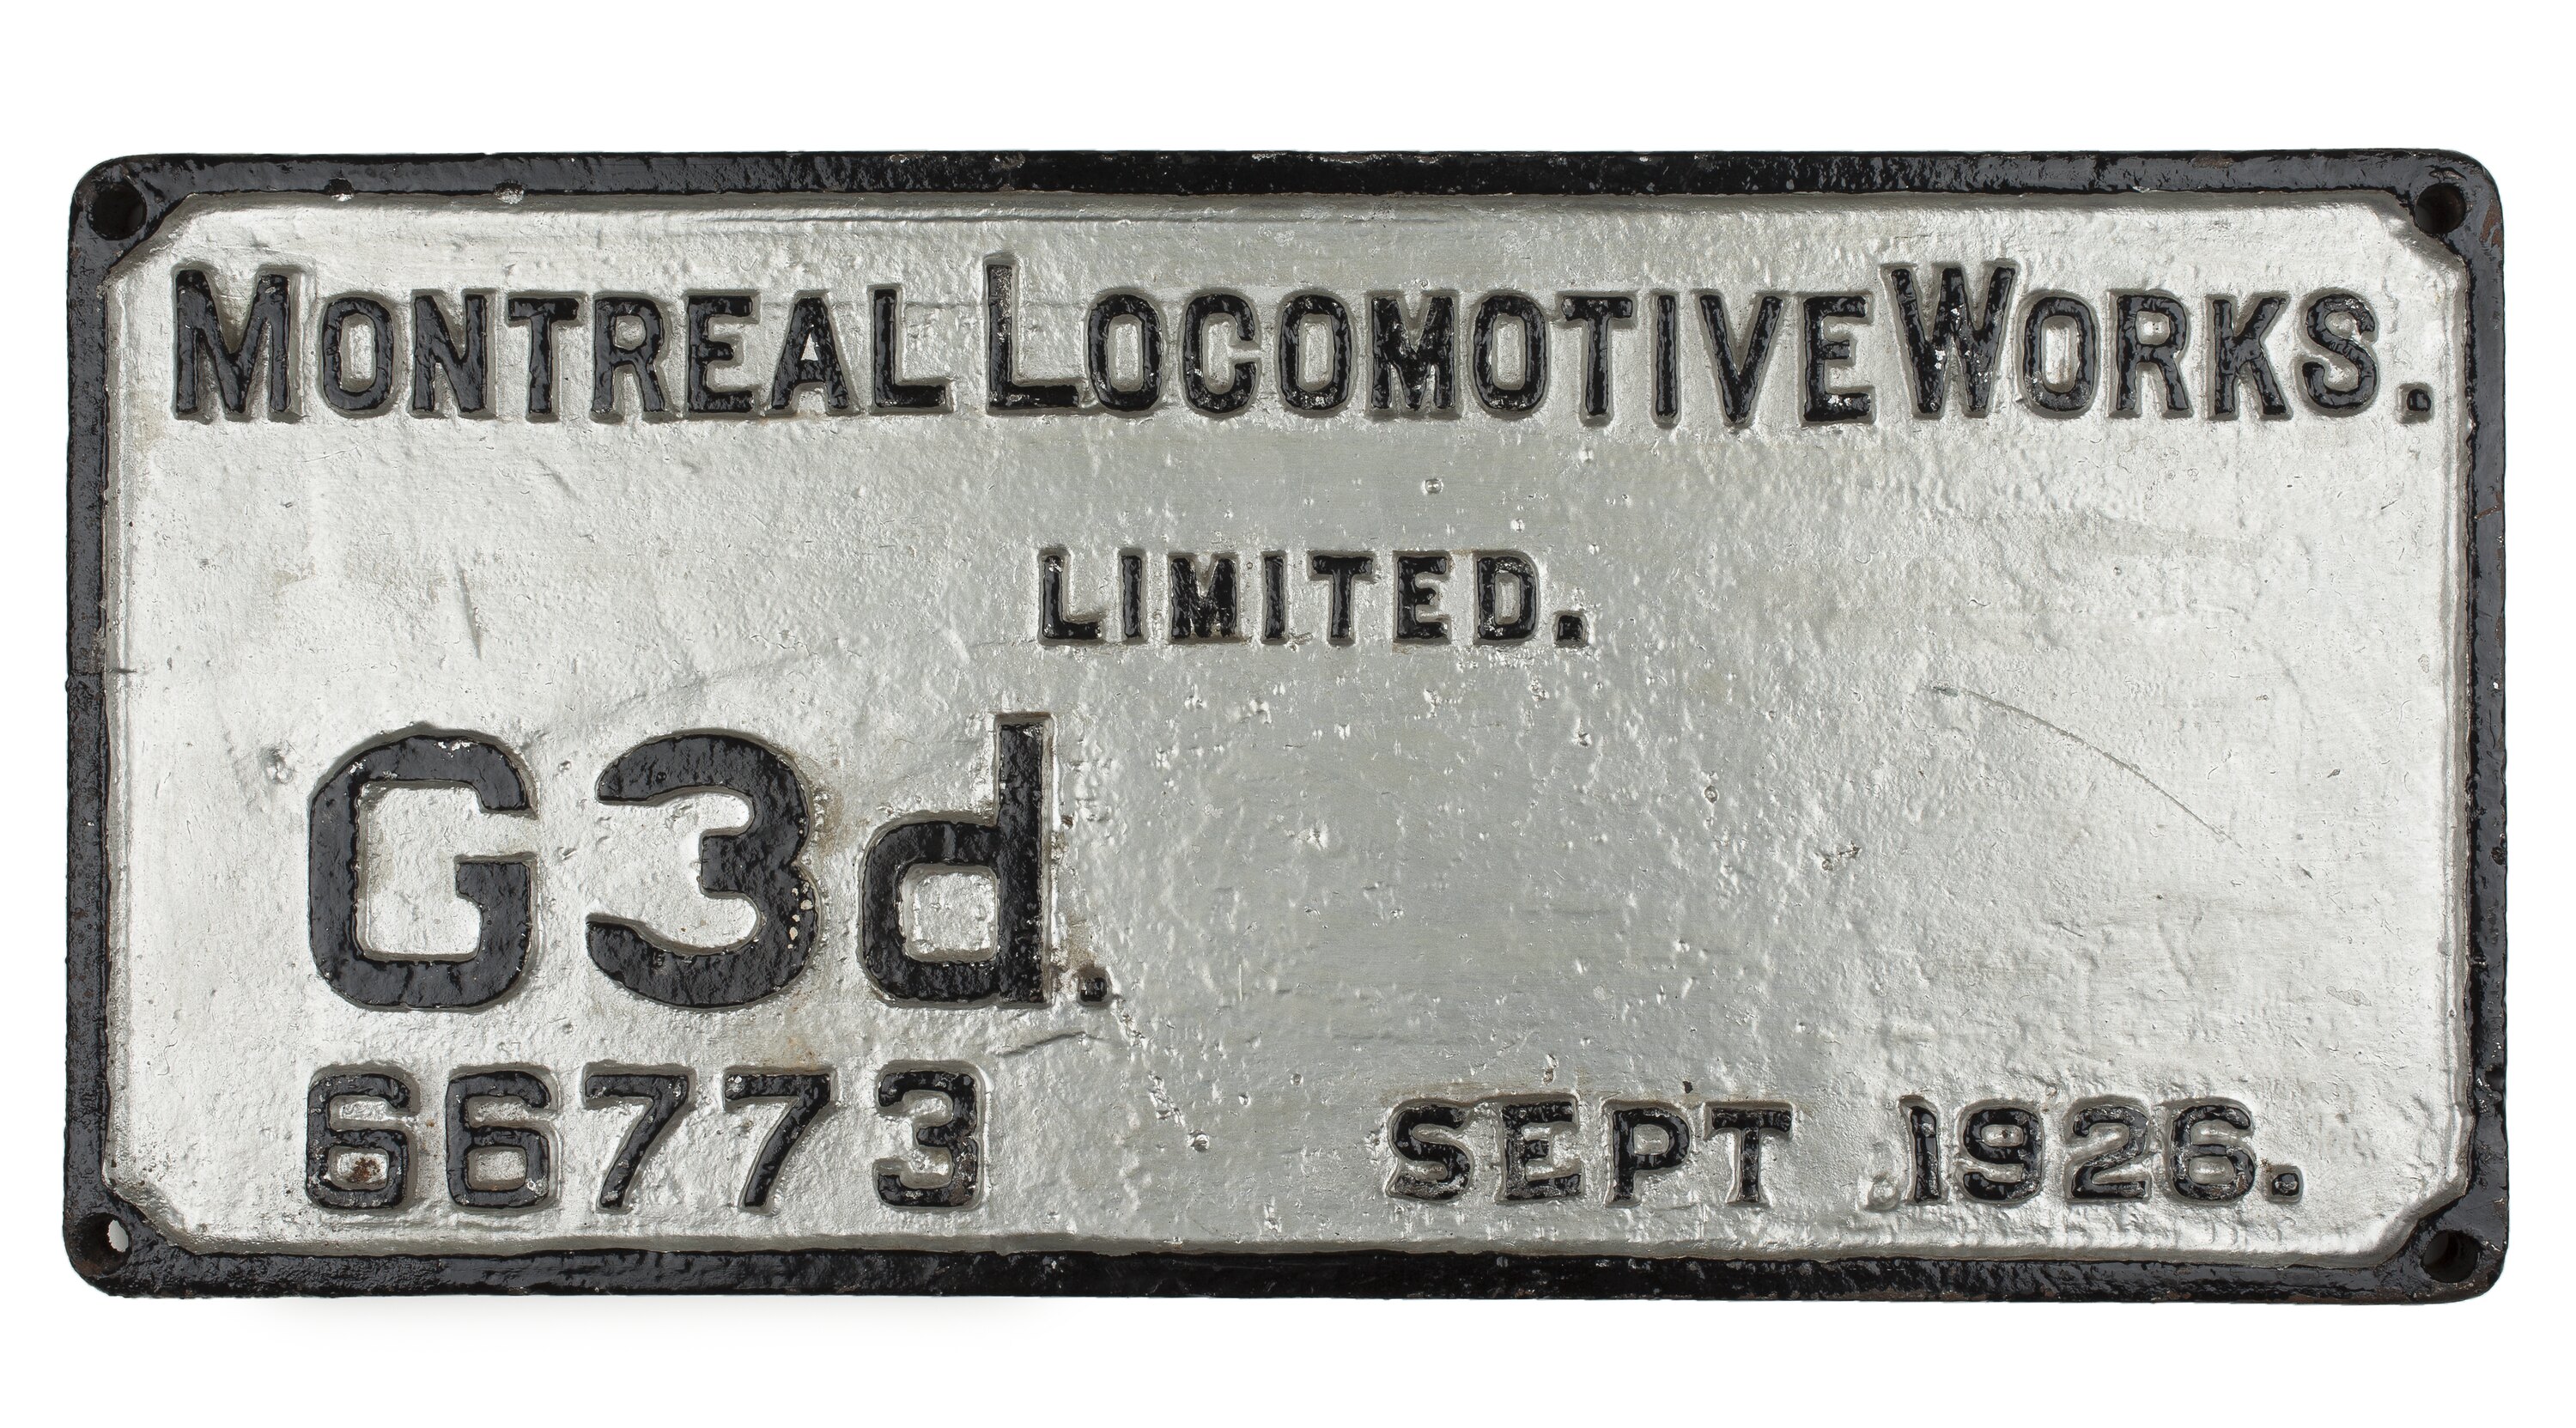 MONTREAL LOCOMOTIVE WORKS.
LIMITED.
G3d.
66773 SEPT 1926.